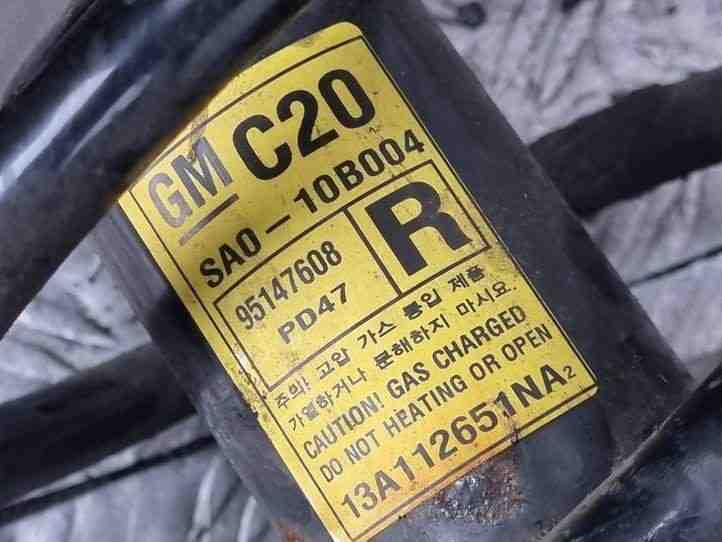 GM C20
SA0-10B004
95147608
PD47
R
주의! 고압 가스 봉입 제품
가열하거나 분해하지 마시요.
CAUTION! GAS CHARGED
DO NOT HEATING OR OPEN
13A112651NA2